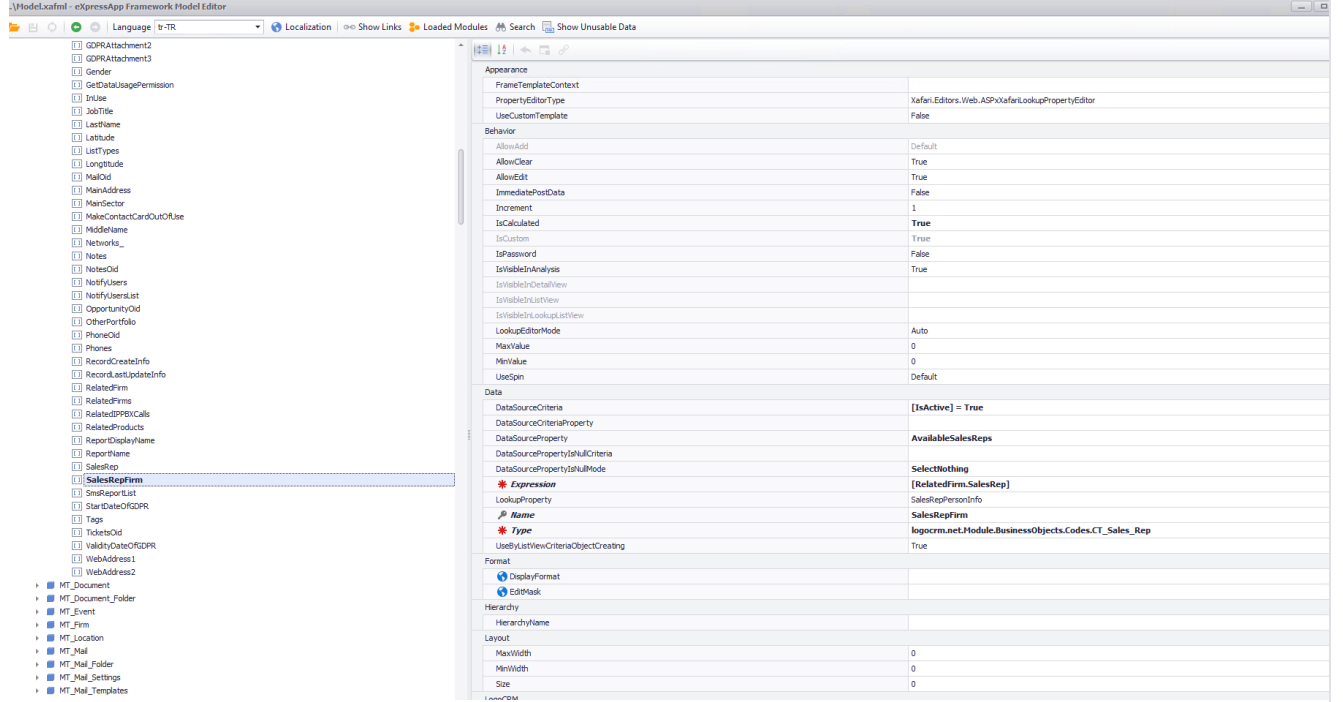 .\Model.xafml - eXpressApp Framework Model Editor
Language tr-TR Localization Show Links Loaded Modules Search Show Unusable Data
GDPRAttachment2
GDPRAttachment3
Gender
GetDataUsagePermission
InUse
JobTitle
LastName
Latitude
ListTypes
Longtitude
MailOid
MainAddress
MainSector
MakeContactCardOutOfUse
MiddleName
Networks_
Notes
NotesOid
NotifyUsers
NotifyUsersList
OpportunityOid
OtherPortfolio
PhoneOid
Phones
RecordCreateInfo
RecordLastUpdateInfo
RelatedFirm
RelatedFirms
RelatedIPPBXCalls
RelatedProducts
ReportDisplayName
ReportName
SalesRep
SalesRepFirm
SmsReportList
StartDateOfGDPR
Tags
TicketsOid
ValidityDateOfGDPR
WebAddress1
WebAddress2
MT_Document
MT_Document_Folder
MT_Event
MT_Firm
MT_Location
MT_Mail
MT_Mail_Folder
MT_Mail_Settings
MT_Mail_Templates
Appearance
FrameTemplateContext
PropertyEditorType Xafari.Editors.Web.ASPxXafariLookupPropertyEditor
UseCustomTemplate False
Behavior
AllowAdd Default
AllowClear True
AllowEdit True
ImmediatePostData False
Increment 1
IsCalculated True
IsCustom True
IsPassword False
IsVisibleInAnalysis True
IsVisibleInDetailView
IsVisibleInListView
IsVisibleInLookupListView
LookupEditorMode Auto
MaxValue 0
MinValue 0
UseSpin Default
Data
DataSourceCriteria [IsActive] = True
DataSourceCriteriaProperty
DataSourceProperty AvailableSalesReps
DataSourcePropertyIsNullCriteria
DataSourcePropertyIsNullMode SelectNothing
Expression [RelatedFirm.SalesRep]
LookupProperty SalesRepPersonInfo
Name SalesRepFirm
Type logocrm.net.Module.BusinessObjects.Codes.CT_Sales_Rep
UseByListViewCriteriaObjectCreating True
Format
DisplayFormat
EditMask
Hierarchy
HierarchyName
Layout
MaxWidth 0
MinWidth 0
Size 0
LogoCRM